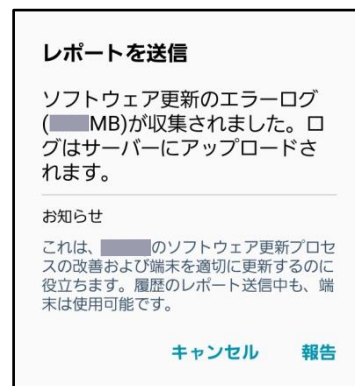 レポートを送信
ソフトウェア更新のエラーログ
( MB)が収集されました。ロ
グはサーバーにアップロードさ
れます。
お知らせ
これは、 のソフトウェア更新プロセ
スの改善および端末を適切に更新するのに
役立ちます。履歴のレポート送信中も、端
末は使用可能です。
キャンセル 報告